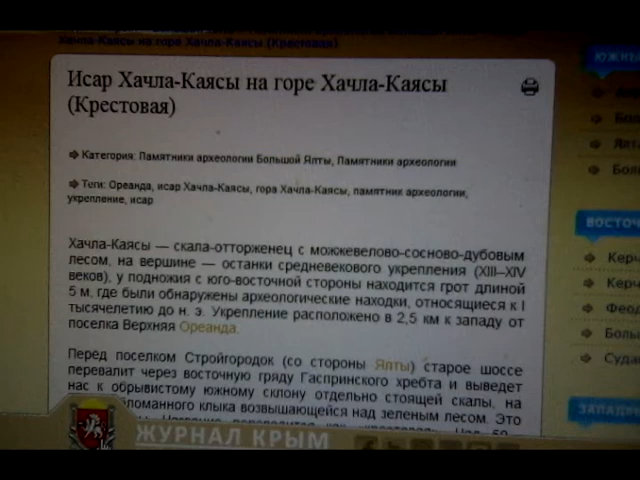 Хачла-Каясы на горе Хачла-Каясы (Крестовая)
Исар Хачла-Каясы на горе Хачла-Каясы
(Крестовая)
Категория: Памятники археологии Большой Ялты, Памятники археологии
Теги: Ореанда, исар Хачла-Каясы, гора Хачла-Каясы, памятник археологии,
укрепление, исар
Хачла-Каясы — скала-отторженец с можжевелово-сосново-дубовым
лесом, на вершине — останки средневекового укрепления (XIII–XIV
веков), у подножия с юго-восточной стороны находится грот длиной
5 м, где были обнаружены археологические находки, относящиеся к I
тысячелетию до н. э. Укрепление расположено в 2,5 км к западу от
поселка Верхняя Ореанда.
Перед поселком Стройгородок (со стороны Ялты) старое шоссе
перевалит через восточную гряду Гаспринского хребта и выведет
нас к обрывистому южному склону отдельно стоящей скалы, на
ломанного клыка возвышающейся над зеленым лесом. Это
ЖУРНАЛ КРЫМ
ЮЖНЫ
Бол
Ялта
Боль
ВОСТОЧ
Керч
Керч
Феод
Боль
Суда
ЗАПАДН